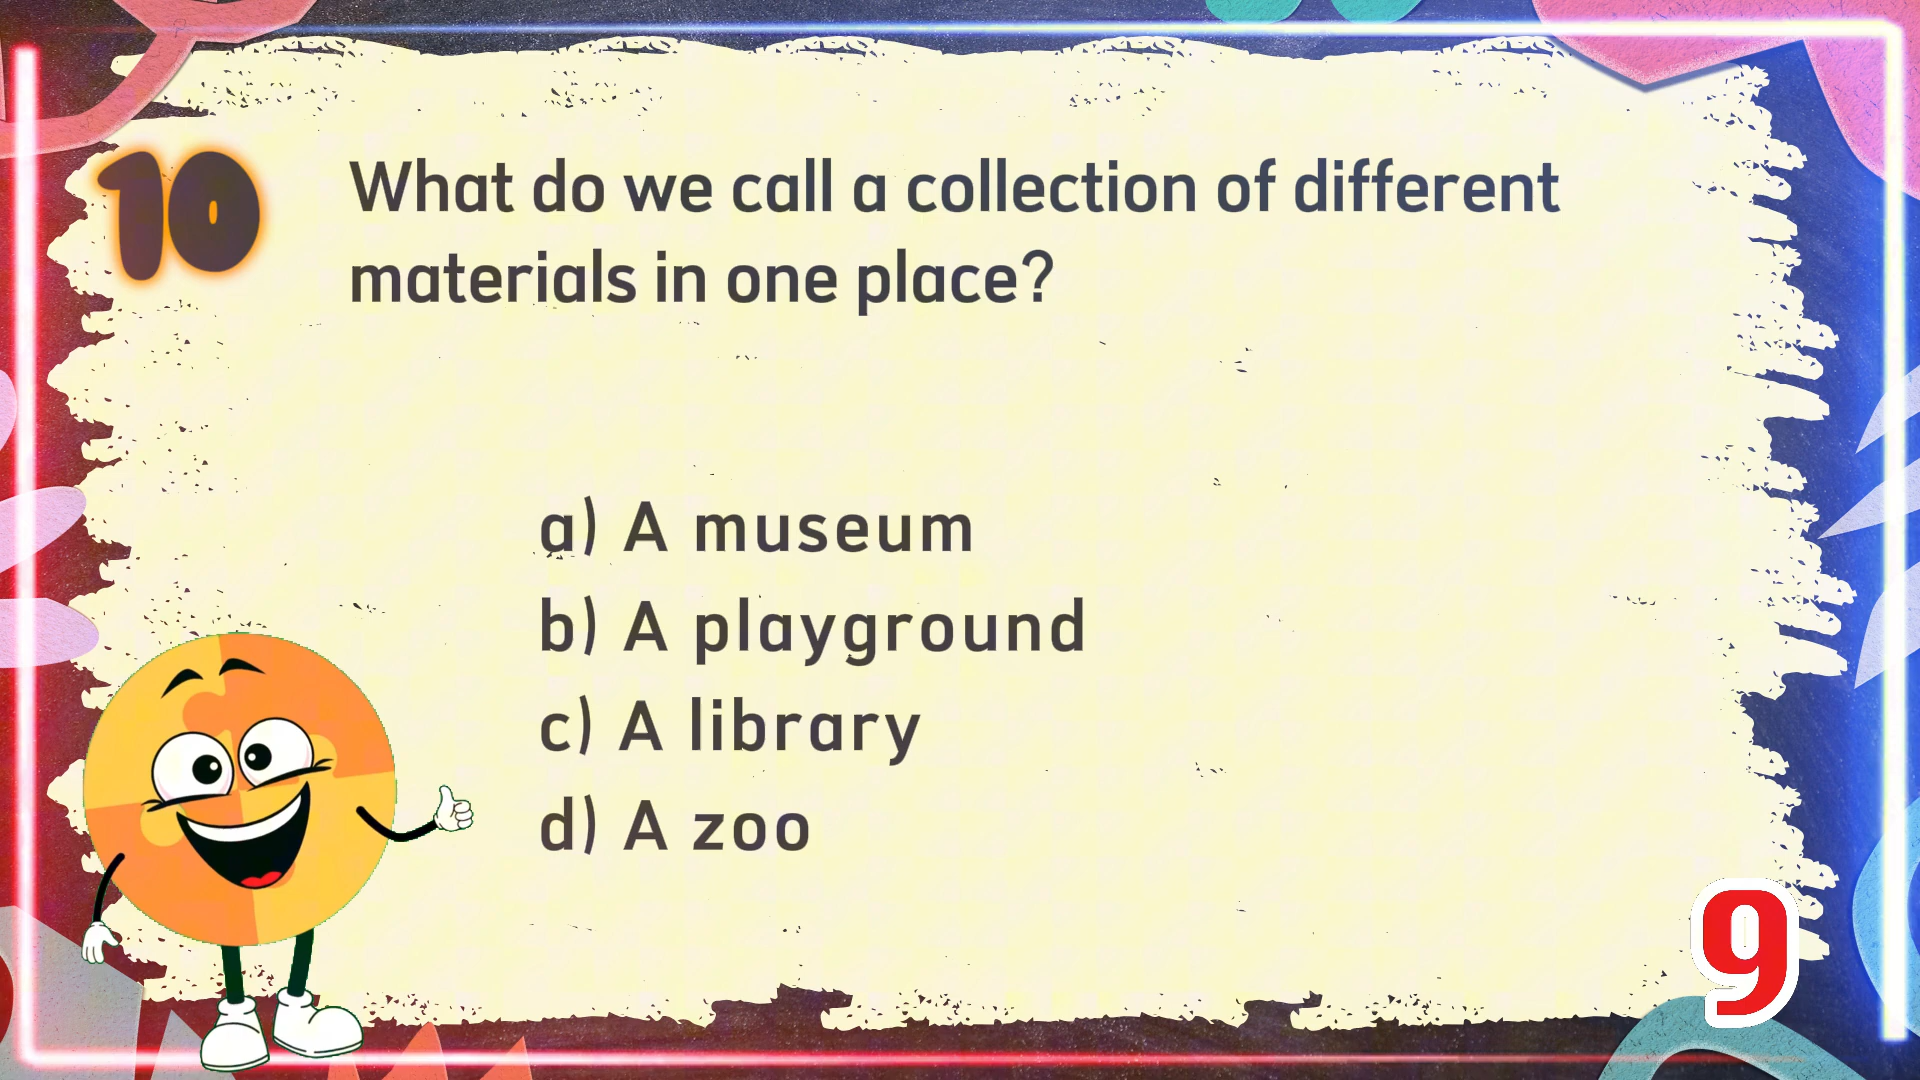 10
What do we call a collection of different
materials in one place?
a) A museum
b) A playground
c) A library
d) A zoo
9